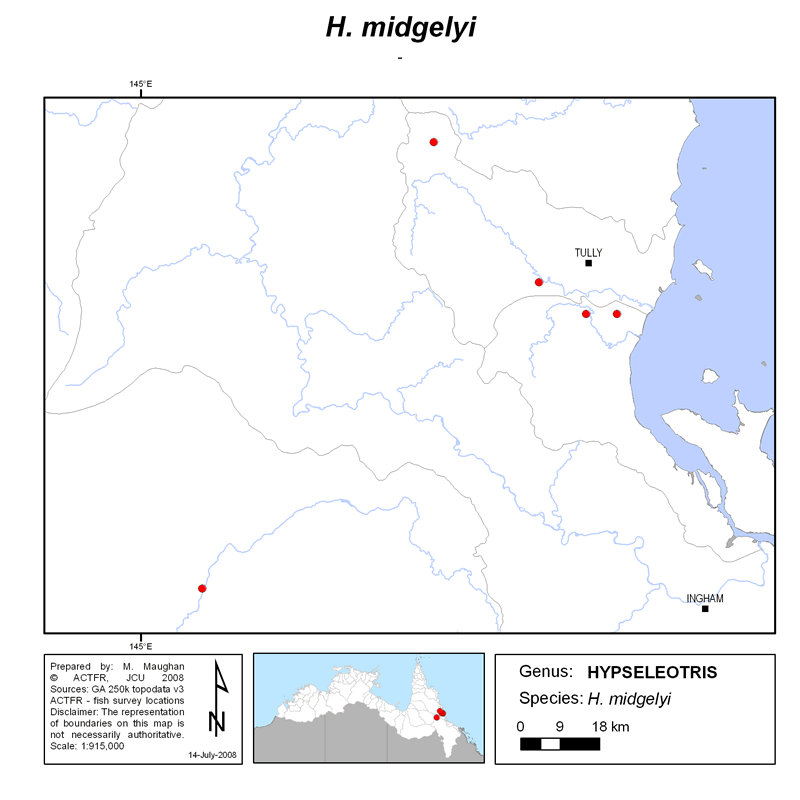 H. midgelyi
-
145°E
TULLY
INGHAM
145°E
Prepared by: M. Maughan
© ACTFR, JCU 2008
Sources: GA 250k topodata v3
ACTFR - fish survey locations
Disclaimer: The representation
of boundaries on this map is
not necessarily authoritative.
Scale: 1:915,000
N
14-July-2008
Genus: HYPSELEOTRIS
Species: H. midgelyi
0 9 18 km